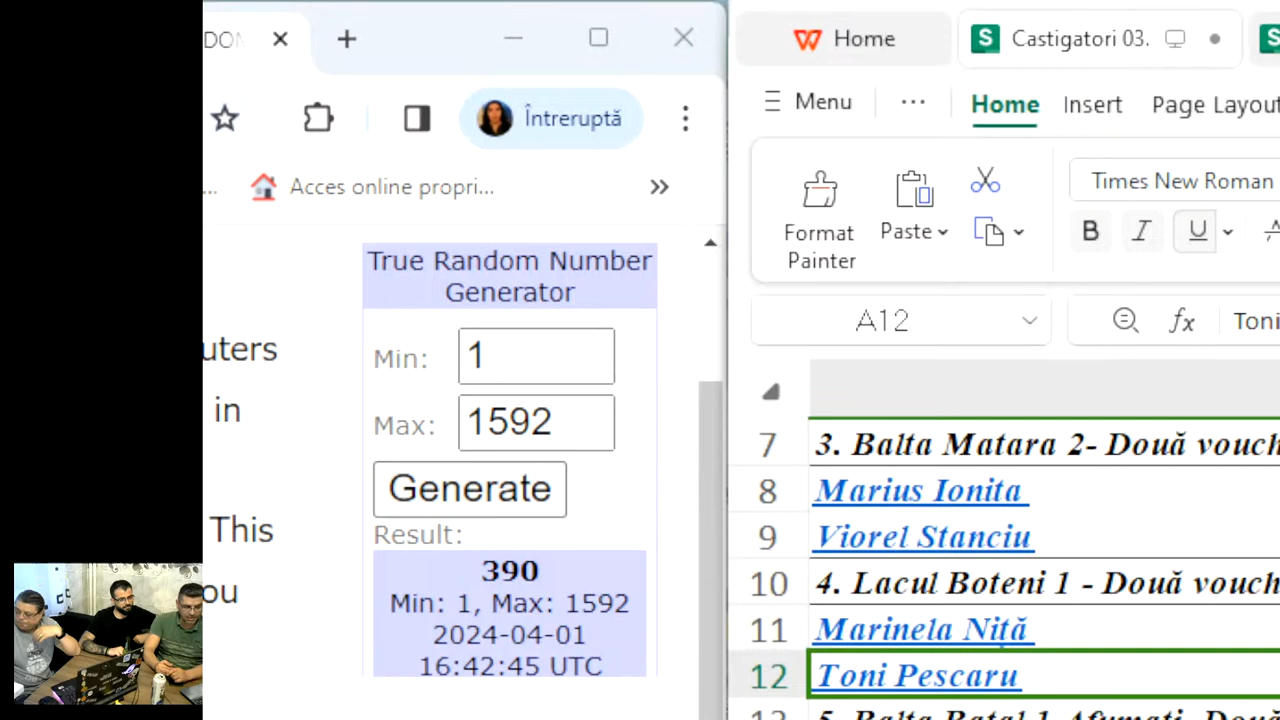 Întreruptă
Acces online propri...
True Random Number
Generator
uters
in
This
ou
Min: 1
Max: 1592
Generate
Result:
390
Min: 1, Max: 1592
2024-04-01
16:42:45 UTC
Home
Castigatori 03.
Menu
Home Insert Page Layout
Format
Painter
Paste
Times New Roman
B I U
A12
fx Toni
7 3. Balta Matara 2- Două vouch
8 Marius Ionita
9 Viorel Stanciu
10 4. Lacul Boteni 1 - Două vouch
11 Marinela Niță
12 Toni Pescaru